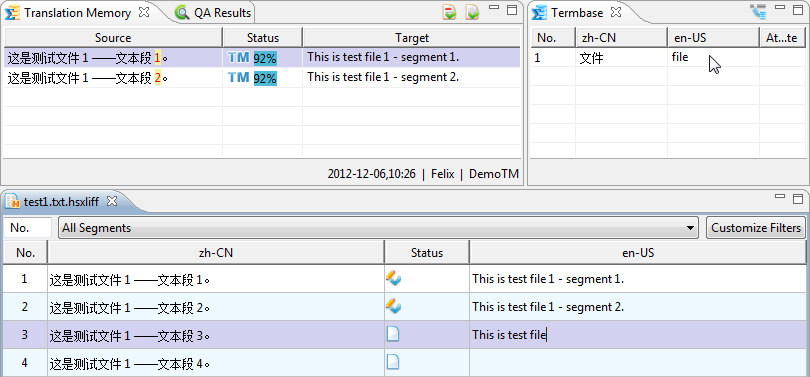 Translation Memory QA Results
Source Status Target
这是测试文件 1 ——文本段 1。 TM 92% This is test file 1 - segment 1.
这是测试文件 1 ——文本段 2。 TM 92% This is test file 1 - segment 2.
2012-12-06,10:26 | Felix | DemoTM
Termbase
No. zh-CN en-US At...te
1 文件 file
test1.txt.hsxliff
No. All Segments Customize Filters
No. zh-CN Status en-US
1 这是测试文件 1 ——文本段 1。 This is test file 1 - segment 1.
2 这是测试文件 1 ——文本段 2。 This is test file 1 - segment 2.
3 这是测试文件 1 ——文本段 3。 This is test file
4 这是测试文件 1 ——文本段 4。